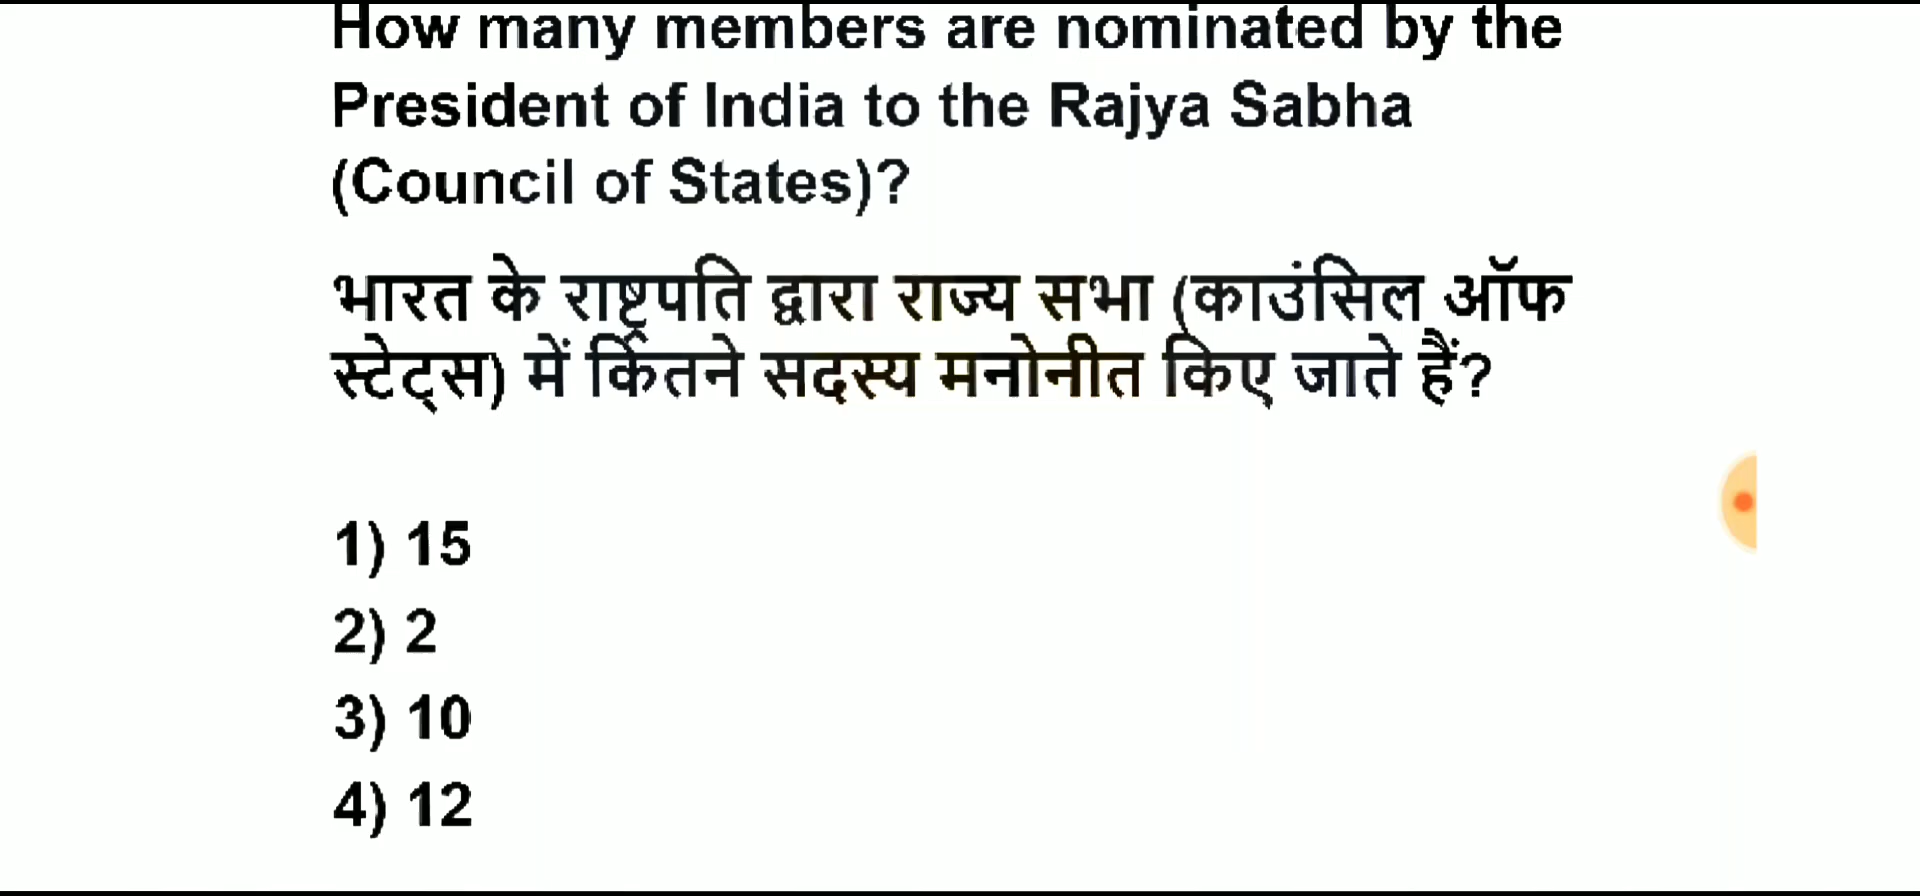 How many members are nominated by the
President of India to the Rajya Sabha
(Council of States)?
भारत के राष्ट्रपति द्वारा राज्य सभा (काउंसिल ऑफ
स्टेट्स) में कितने सदस्य मनोनीत किए जाते हैं?
1) 15
2) 2
3) 10
4) 12